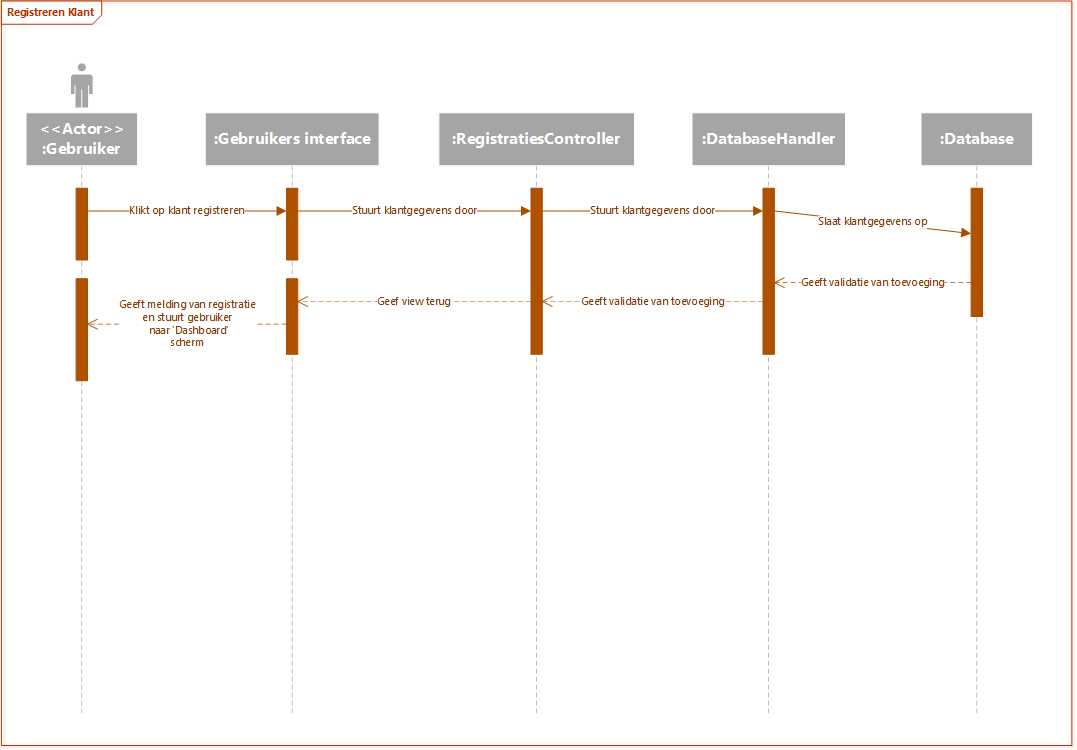 Registreren Klant
<<Actor>>
:Gebruiker
:Gebruikers interface
:RegistratiesController
:DatabaseHandler
:Database
Klikt op klant registreren
Stuurt klantgegevens door
Stuurt klantgegevens door
Slaat klantgegevens op
Geeft validatie van toevoeging
Geeft melding van registratie
en stuurt gebruiker
naar 'Dashboard'
scherm
Geef view terug
Geeft validatie van toevoeging